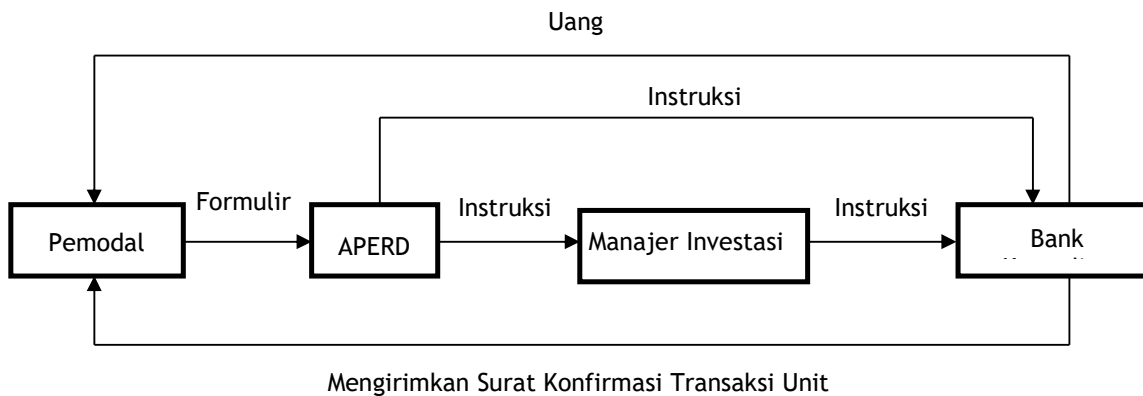 Uang
Instruksi
Formulir
Instruksi
Instruksi
Pemodal
APERD
Manajer Investasi
Bank
Mengirimkan Surat Konfirmasi Transaksi Unit